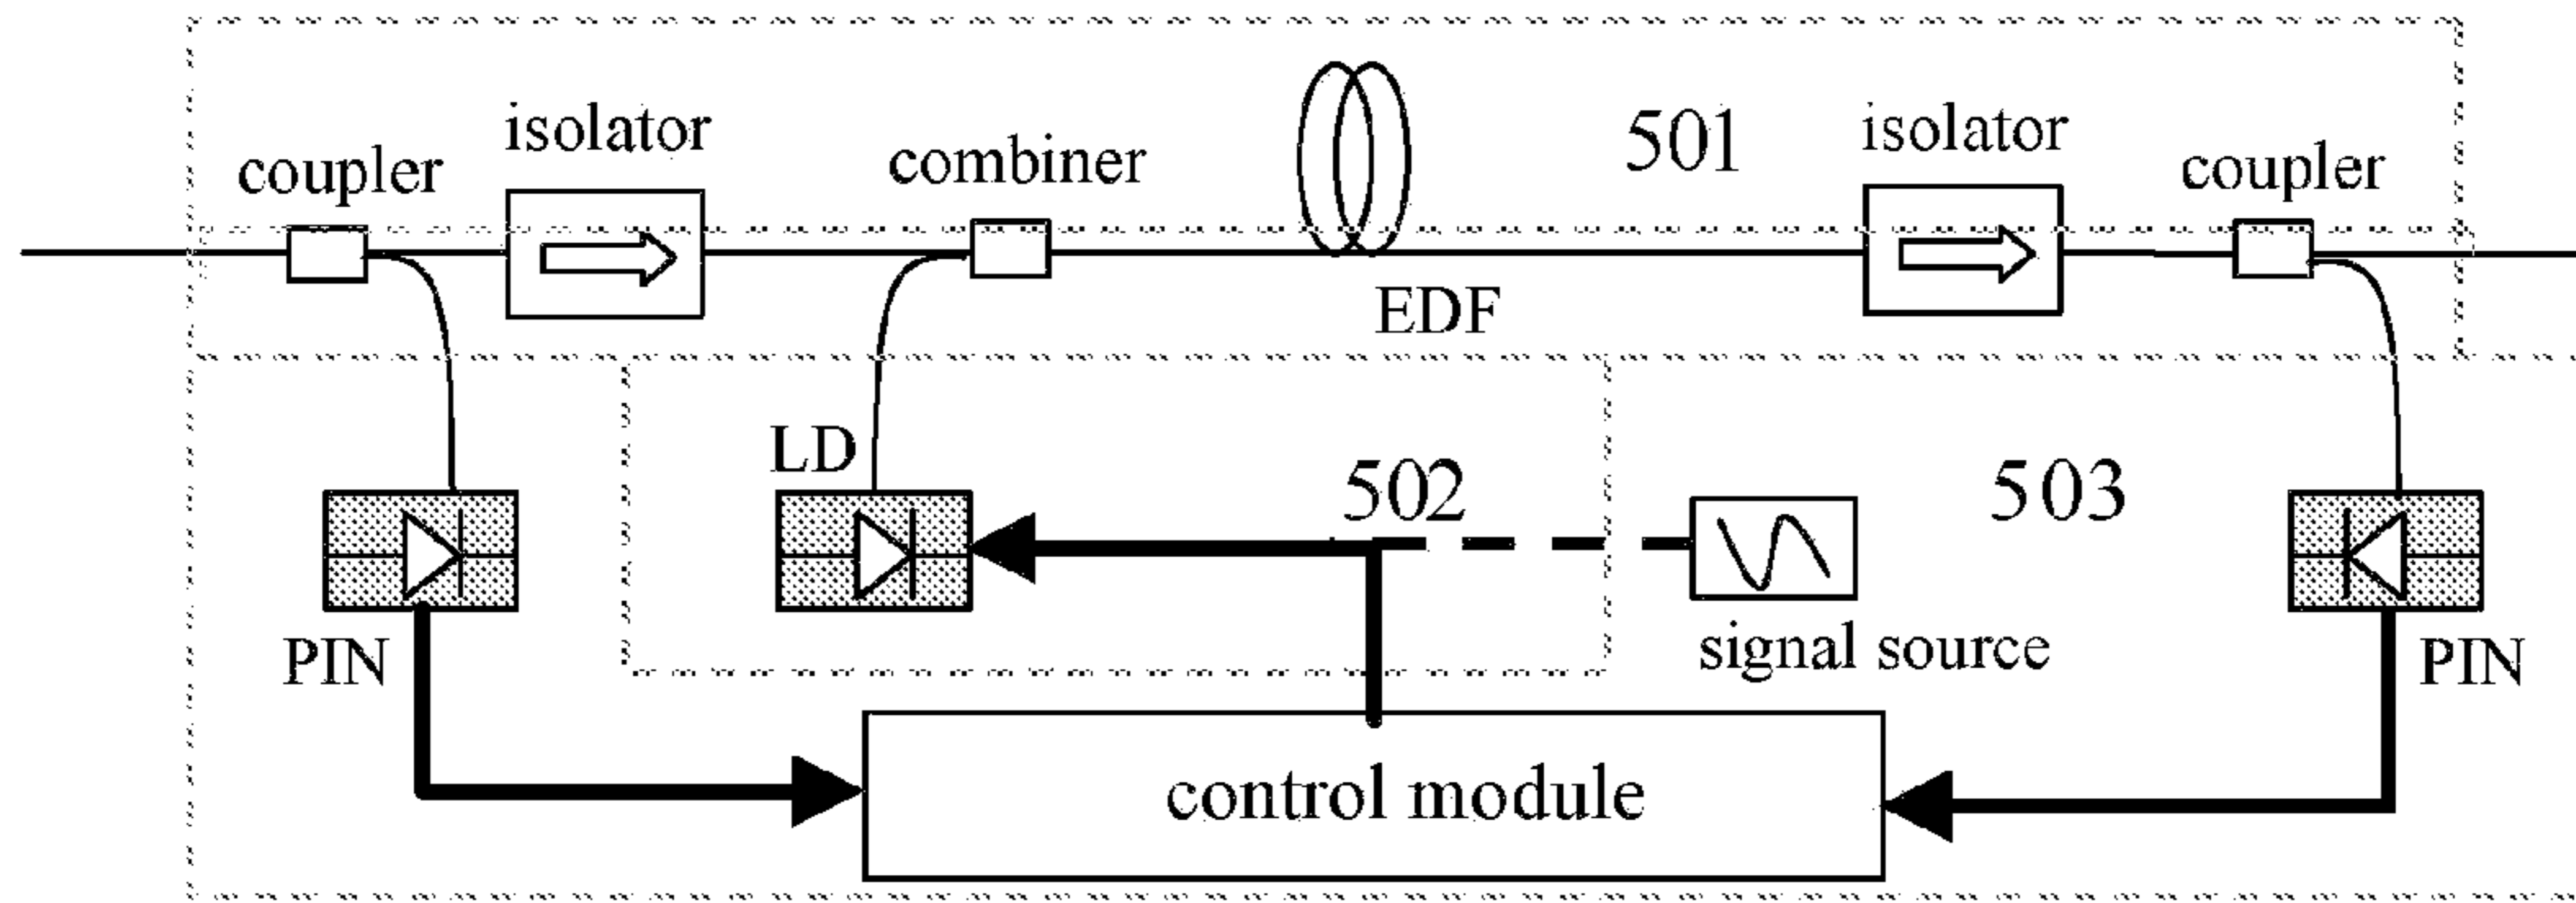 isolator
501
isolator
coupler
combiner
coupler
EDF
LD
502
503
PIN
signal source
PIN
control module